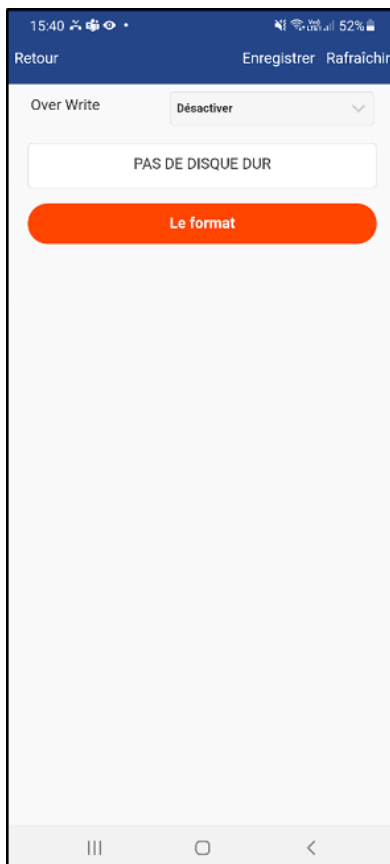 15:40 52%
Retour Enregistrer Rafraîchir
Over Write Désactiver
PAS DE DISQUE DUR
Le format